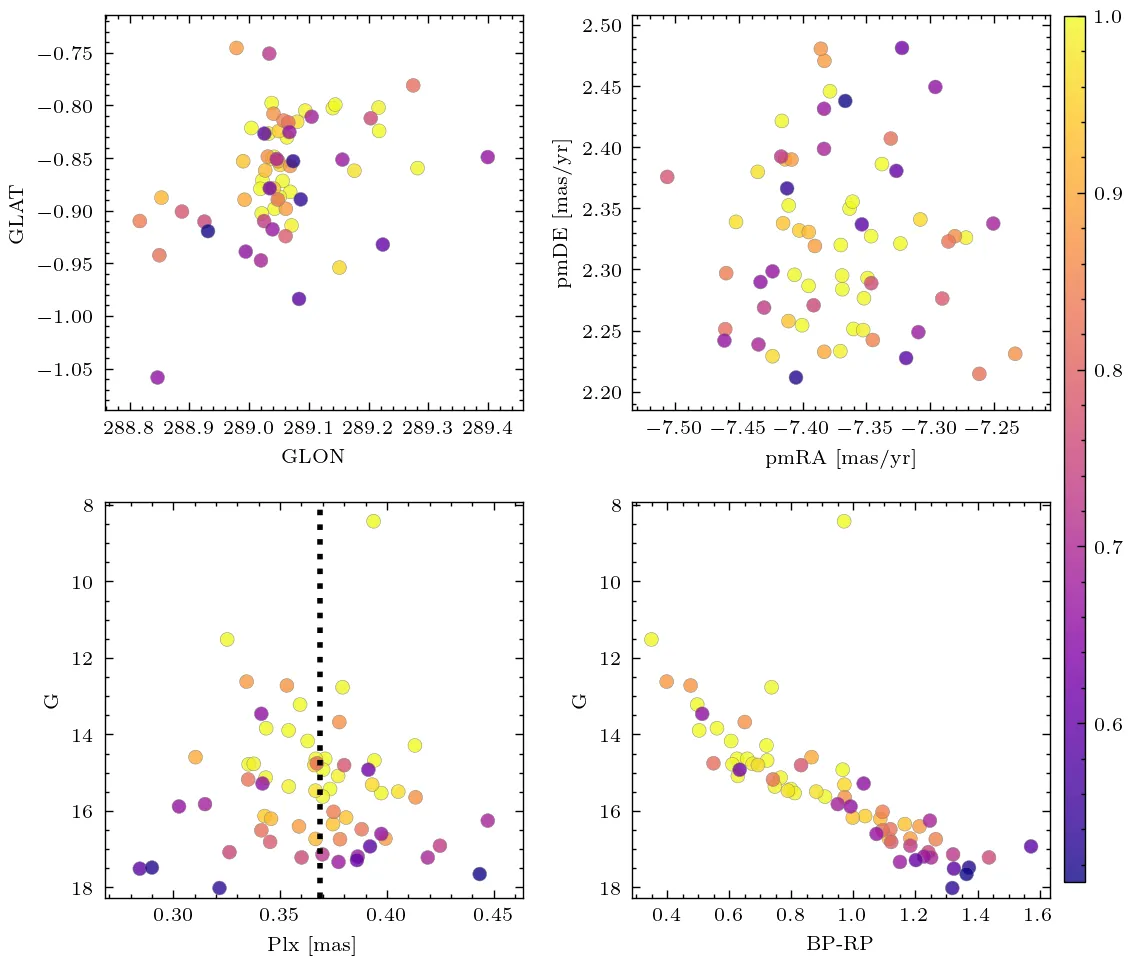 −0.75
−0.80
−0.85
−0.90
−0.95
−1.00
−1.05
GLAT
288.8 288.9 289.0 289.1 289.2 289.3 289.4
GLON
2.50
2.45
2.40
2.35
2.30
2.25
2.20
pmDE [mas/yr]
−7.50 −7.45 −7.40 −7.35 −7.30 −7.25
pmRA [mas/yr]
1.0
0.9
0.8
0.7
0.6
8
10
12
14
16
18
G
0.30 0.35 0.40 0.45
Plx [mas]
8
10
12
14
16
18
G
0.4 0.6 0.8 1.0 1.2 1.4 1.6
BP-RP